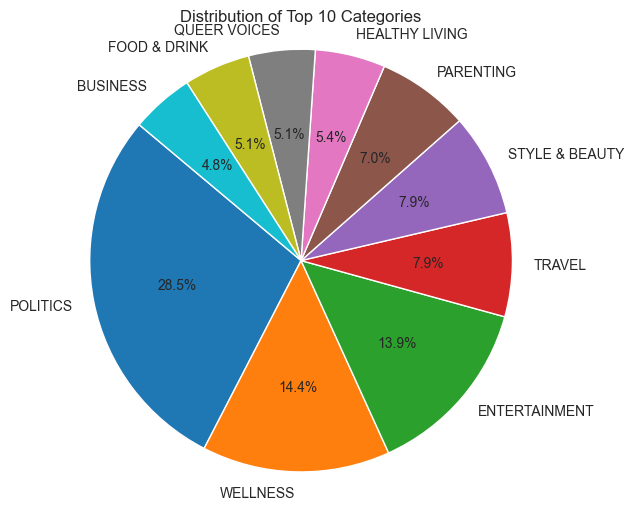 Distribution of Top 10 Categories
QUEER VOICES
HEALTHY LIVING
FOOD & DRINK
PARENTING
BUSINESS
5.1%
5.1%
5.4%
4.8%
7.0%
STYLE & BEAUTY
7.9%
7.9%
TRAVEL
28.5%
POLITICS
13.9%
14.4%
ENTERTAINMENT
WELLNESS